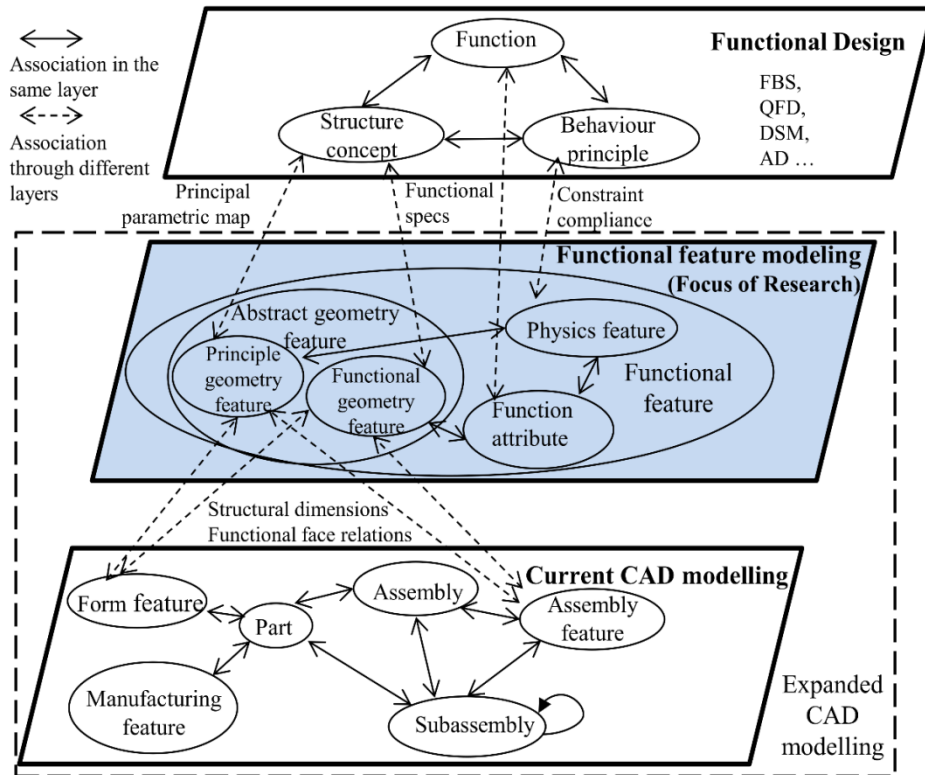 Association in the
same layer
Association
through different
layers
Function
Functional Design
FBS,
QFD,
DSM,
AD ...
Structure
concept
Behaviour
principle
Principal
parametric map
Functional
specs
Constraint
compliance
Functional feature modeling
(Focus of Research)
Abstract geometry
feature
Principle
geometry
feature
Functional
geometry
feature
Physics feature
Function
attribute
Functional
feature
Structural dimensions
Functional face relations
Current CAD modelling
Form feature
Part
Assembly
Assembly
feature
Manufacturing
feature
Subassembly
Expanded
CAD
modelling